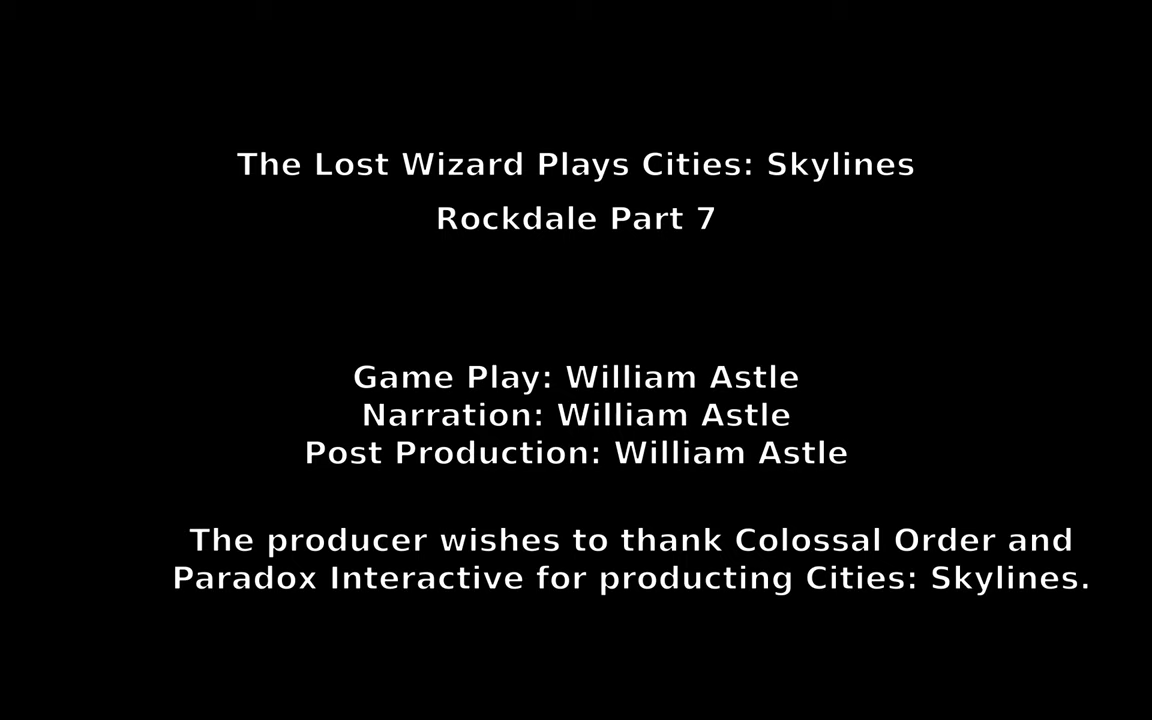 The Lost Wizard Plays Cities: Skylines
Rockdale Part 7
Game Play: William Astle
Narration: William Astle
Post Production: William Astle
The producer wishes to thank Colossal Order and
Paradox Interactive for producting Cities: Skylines.